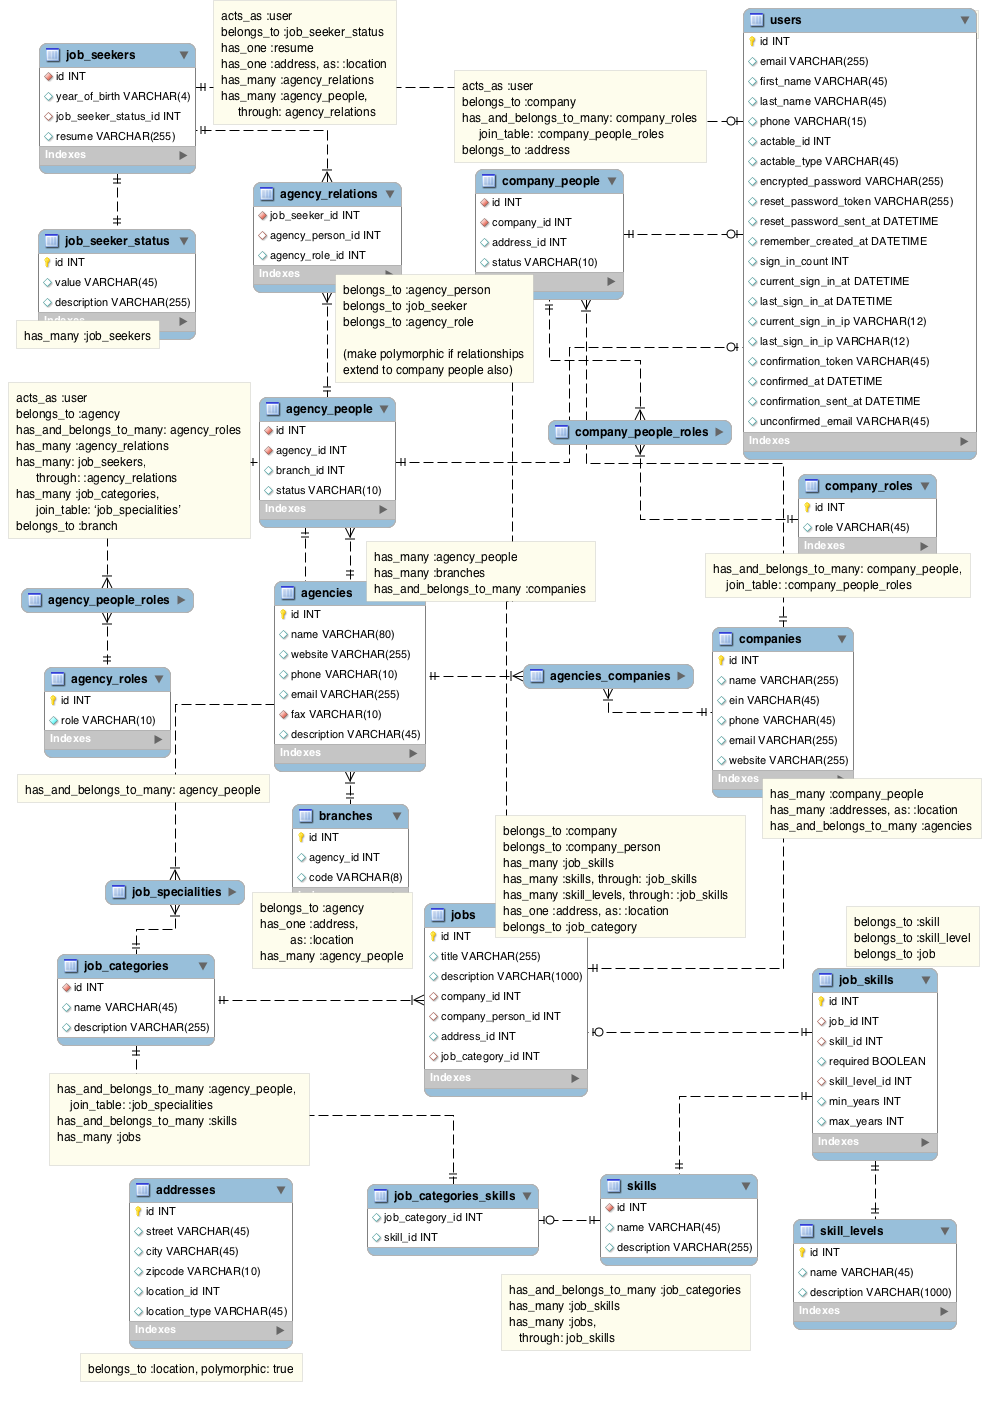 acts_as :user
belongs_to :job_seeker_status
has_one :resume
has_one :address, as: :location
has_many :agency_relations
has_many :agency_people,
through: agency_relations
job_seekers
id INT
year_of_birth VARCHAR(4)
job_seeker_status_id INT
resume VARCHAR(255)
Indexes
acts_as :user
belongs_to :company
has_and_belongs_to_many: company_roles
join_table: :company_people_roles
belongs_to :address
users
id INT
email VARCHAR(255)
first_name VARCHAR(45)
last_name VARCHAR(45)
phone VARCHAR(15)
actable_id INT
actable_type VARCHAR(45)
encrypted_password VARCHAR(255)
reset_password_token VARCHAR(255)
reset_password_sent_at DATETIME
remember_created_at DATETIME
sign_in_count INT
current_sign_in_at DATETIME
last_sign_in_at DATETIME
current_sign_in_ip VARCHAR(12)
last_sign_in_ip VARCHAR(12)
confirmation_token VARCHAR(45)
confirmed_at DATETIME
confirmation_sent_at DATETIME
unconfirmed_email VARCHAR(45)
Indexes
agency_relations
job_seeker_id INT
agency_person_id INT
agency_role_id INT
Indexes
company_people
id INT
company_id INT
address_id INT
status VARCHAR(10)
job_seeker_status
id INT
value VARCHAR(45)
description VARCHAR(255)
Indexes
has_many :job_seekers
belongs_to :agency_person
belongs_to :job_seeker
belongs_to :agency_role
(make polymorphic if relationships
extend to company people also)
acts_as :user
belongs_to :agency
has_and_belongs_to_many: agency_roles
has_many :agency_relations
has_many: job_seekers,
through: :agency_relations
has_many :job_categories,
join_table: ‘job_specialities’
belongs_to :branch
agency_people
id INT
agency_id INT
branch_id INT
status VARCHAR(10)
Indexes
company_people_roles
company_roles
id INT
role VARCHAR(45)
Indexes
has_and_belongs_to_many: company_people,
join_table: :company_people_roles
has_many :agency_people
has_many :branches
has_and_belongs_to_many :companies
agency_people_roles
agencies
id INT
name VARCHAR(80)
website VARCHAR(255)
phone VARCHAR(10)
email VARCHAR(255)
fax VARCHAR(10)
description VARCHAR(45)
Indexes
agency_roles
id INT
role VARCHAR(10)
Indexes
has_and_belongs_to_many: agency_people
agencies_companies
companies
id INT
name VARCHAR(255)
ein VARCHAR(45)
phone VARCHAR(45)
email VARCHAR(255)
website VARCHAR(255)
Indexes
has_many :company_people
has_many :addresses, as: :location
has_and_belongs_to_many :agencies
branches
id INT
agency_id INT
code VARCHAR(8)
belongs_to :agency
has_one :address,
as: :location
has_many :agency_people
job_specialities
belongs_to :company
belongs_to :company_person
has_many :job_skills
has_many :skills, through: :job_skills
has_many :skill_levels, through: :job_skills
has_one :address, as: :location
belongs_to :job_category
jobs
id INT
title VARCHAR(255)
description VARCHAR(1000)
company_id INT
company_person_id INT
address_id INT
job_category_id INT
Indexes
belongs_to :skill
belongs_to :skill_level
belongs_to :job
job_skills
id INT
job_id INT
skill_id INT
required BOOLEAN
skill_level_id INT
min_years INT
max_years INT
Indexes
job_categories
id INT
name VARCHAR(45)
description VARCHAR(255)
has_and_belongs_to_many :agency_people,
join_table: :job_specialities
has_and_belongs_to_many :skills
has_many :jobs
addresses
id INT
street VARCHAR(45)
city VARCHAR(45)
zipcode VARCHAR(10)
location_id INT
location_type VARCHAR(45)
Indexes
belongs_to :location, polymorphic: true
job_categories_skills
job_category_id INT
skill_id INT
skills
id INT
name VARCHAR(45)
description VARCHAR(255)
has_and_belongs_to_many :job_categories
has_many :job_skills
has_many :jobs,
through: job_skills
skill_levels
id INT
name VARCHAR(45)
description VARCHAR(1000)
Indexes